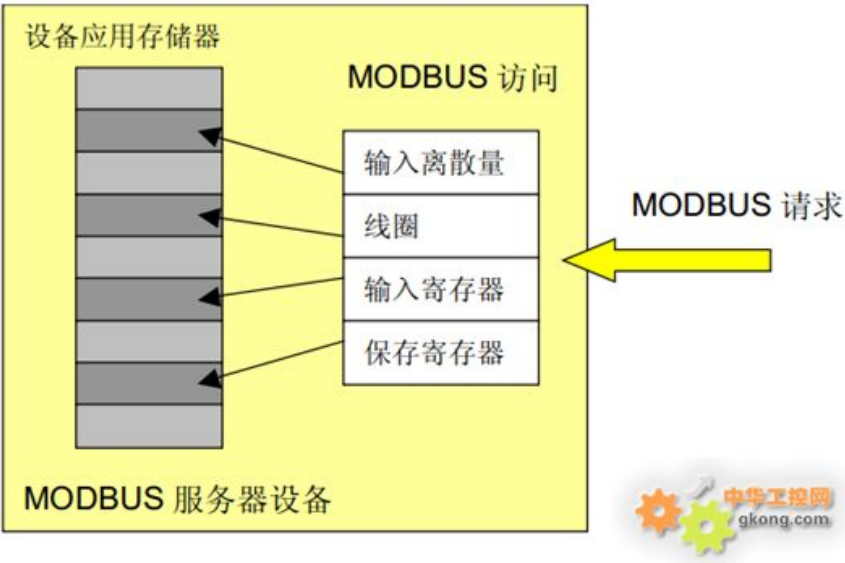 设备应用存储器
MODBUS 访问
输入离散量
线圈
输入寄存器
保存寄存器
MODBUS 请求
MODBUS 服务器设备
中华工控网
gkong.com